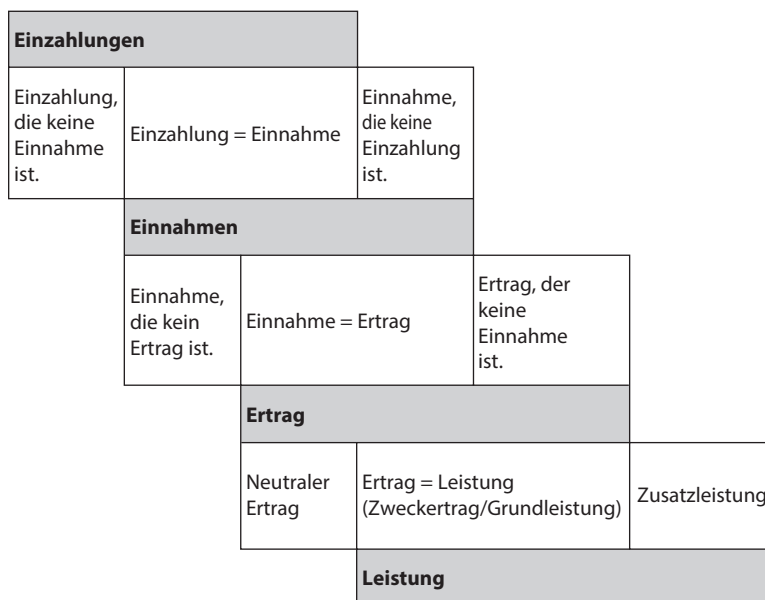 Einzahlungen
Einzahlung,
die keine
Einnahme
ist.
Einzahlung = Einnahme
Einnahme,
die keine
Einzahlung
ist.
Einnahmen
Einnahme,
die kein
Ertrag ist.
Einnahme = Ertrag
Ertrag, der
keine
Einnahme
ist.
Ertrag
Neutraler
Ertrag
Ertrag = Leistung
(Zweckertrag/Grundleistung)
Zusatzleistung
Leistung